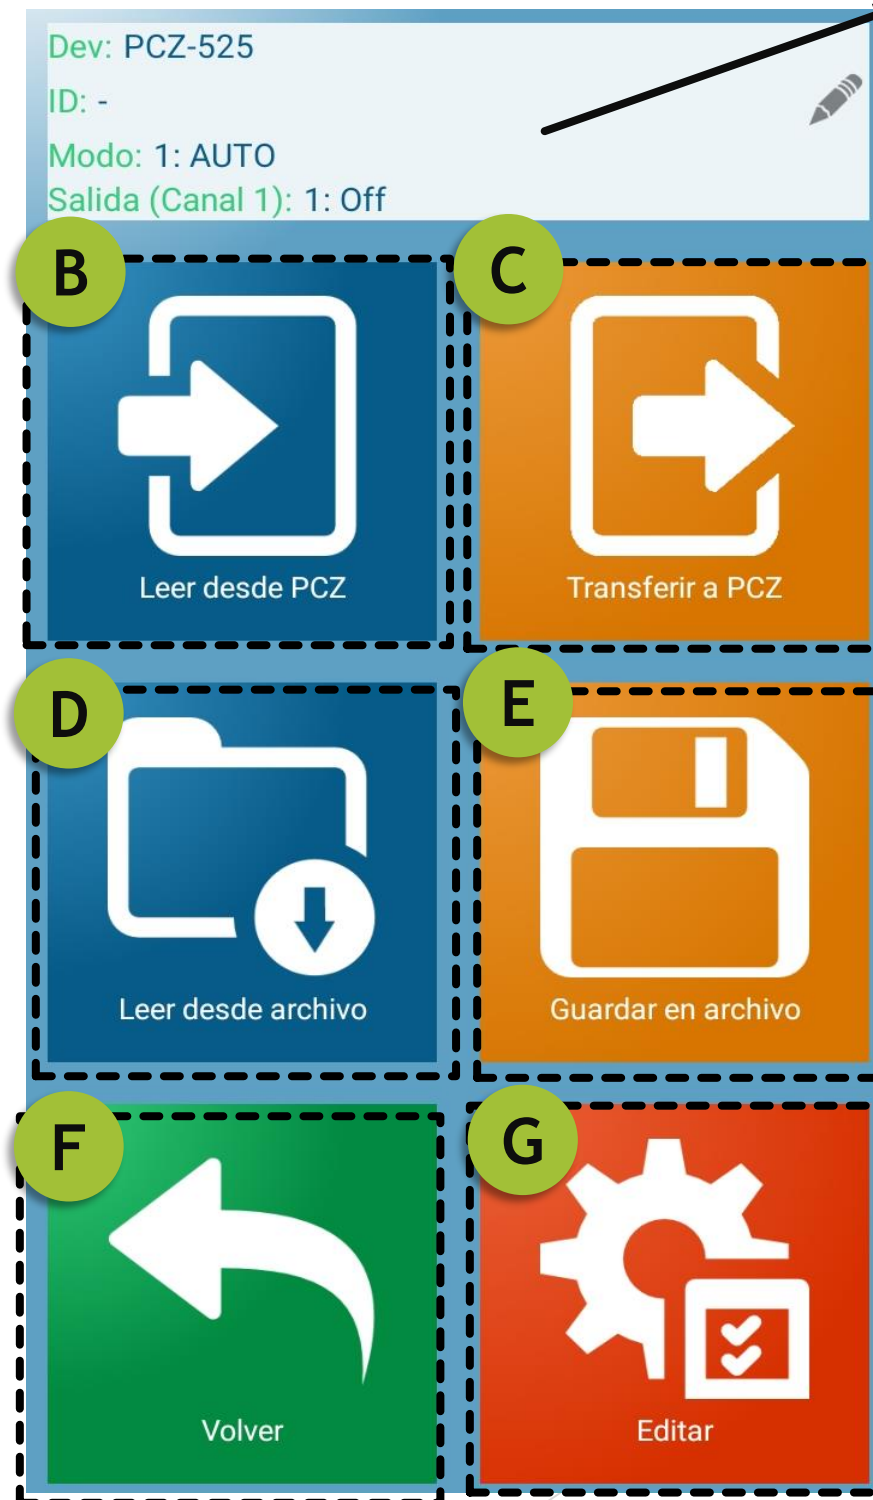 Dev: PCZ-525
ID: -
Modo: 1: AUTO
Salida (Canal 1): 1: Off
B
C
Leer desde PCZ
Transferir a PCZ
D
E
Leer desde archivo
Guardar en archivo
F
G
Volver
Editar